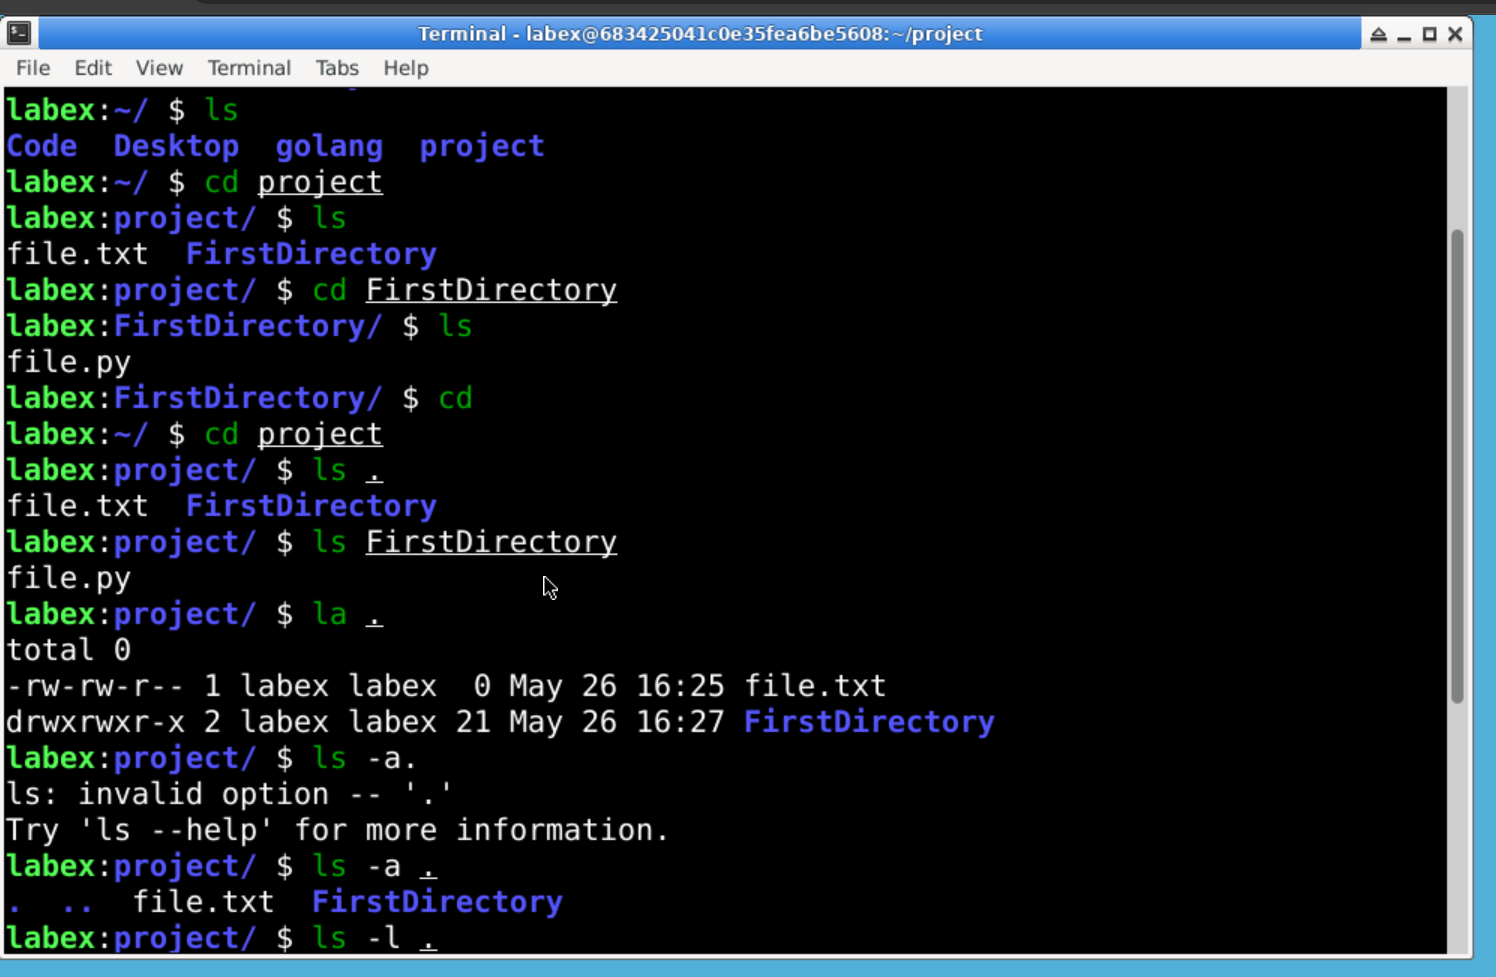 Terminal - labex@683425041c0e35fea6be5608:~/project
File Edit View Terminal Tabs Help
labex:~/ $ ls
Code  Desktop  golang  project
labex:~/ $ cd project
labex:project/ $ ls
file.txt  FirstDirectory
labex:project/ $ cd FirstDirectory
labex:FirstDirectory/ $ ls
file.py
labex:FirstDirectory/ $ cd
labex:~/ $ cd project
labex:project/ $ ls .
file.txt  FirstDirectory
labex:project/ $ ls FirstDirectory
file.py
labex:project/ $ la .
total 0
-rw-rw-r-- 1 labex labex  0 May 26 16:25 file.txt
drwxrwxr-x 2 labex labex 21 May 26 16:27 FirstDirectory
labex:project/ $ ls -a.
ls: invalid option -- '.'
Try 'ls --help' for more information.
labex:project/ $ ls -a .
.  ..  file.txt  FirstDirectory
labex:project/ $ ls -l .